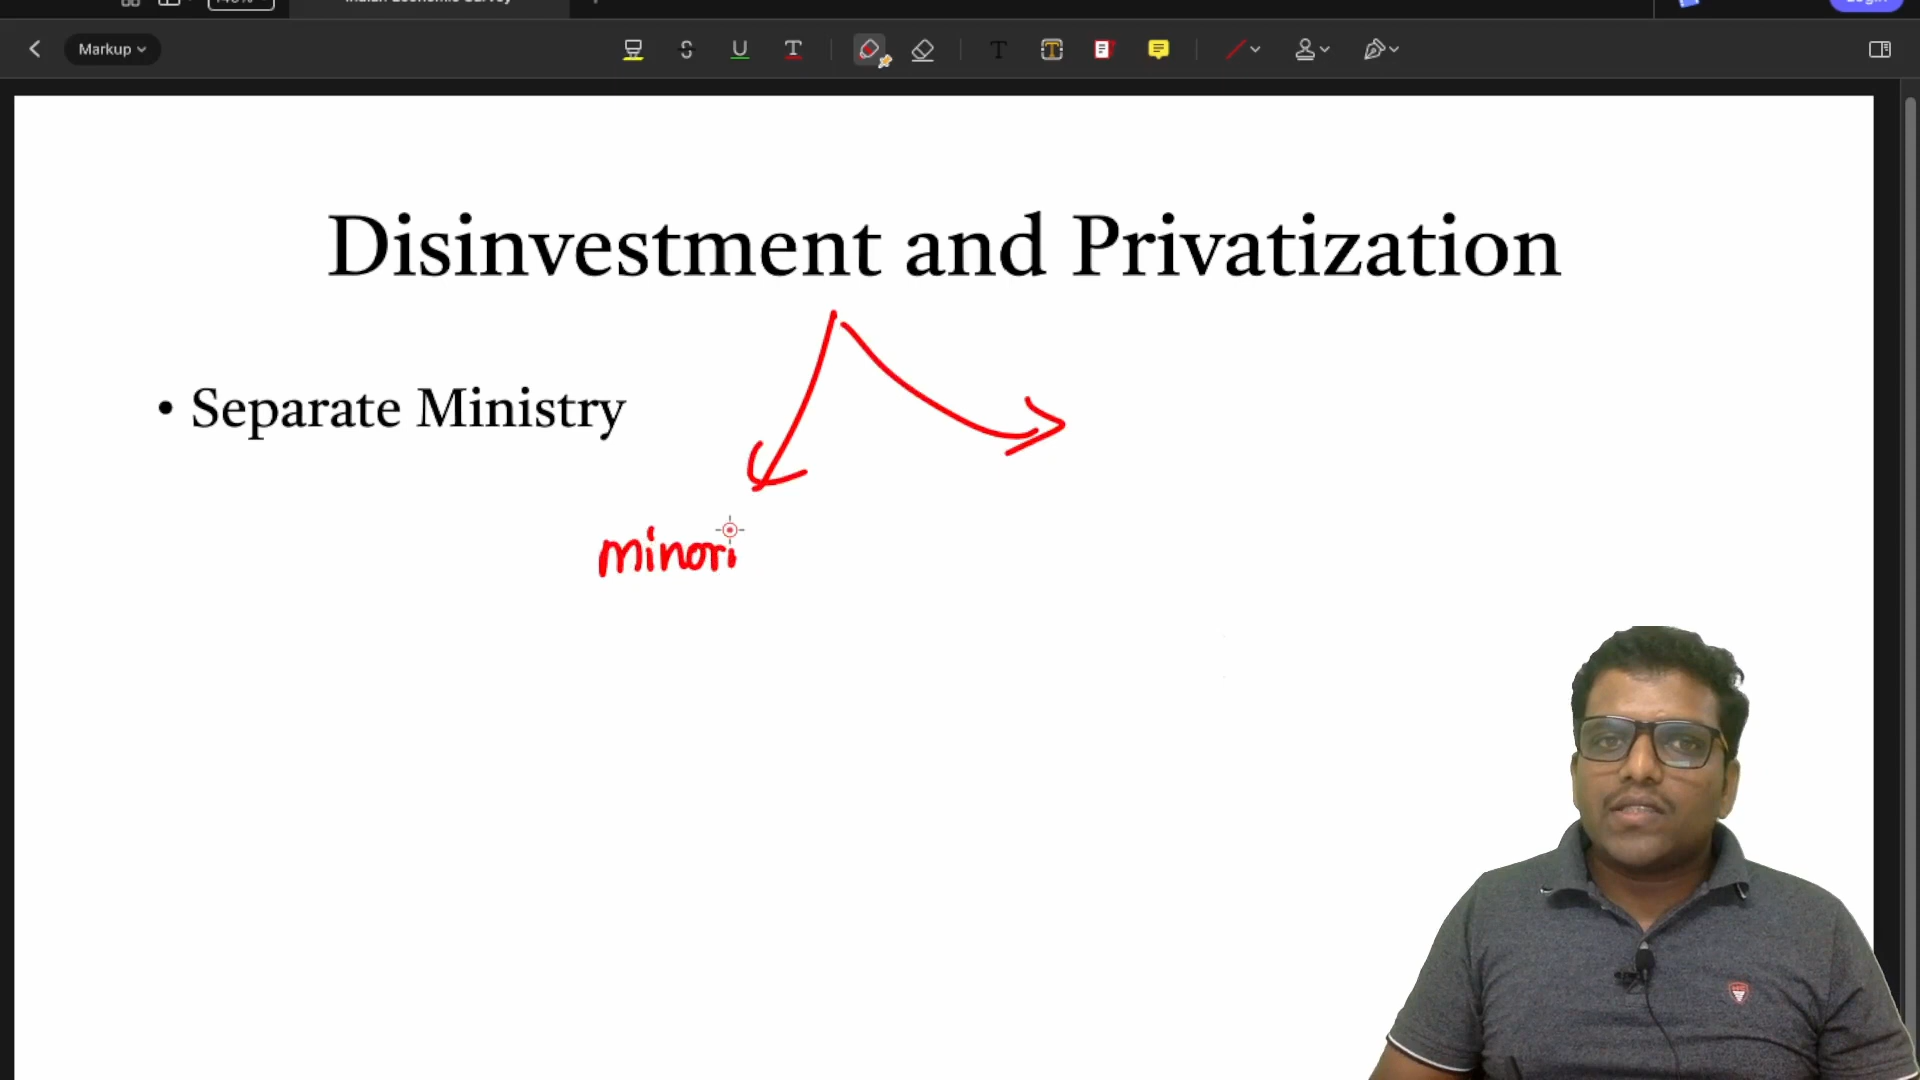 Markup
Disinvestment and Privatization
• Separate Ministry
minori